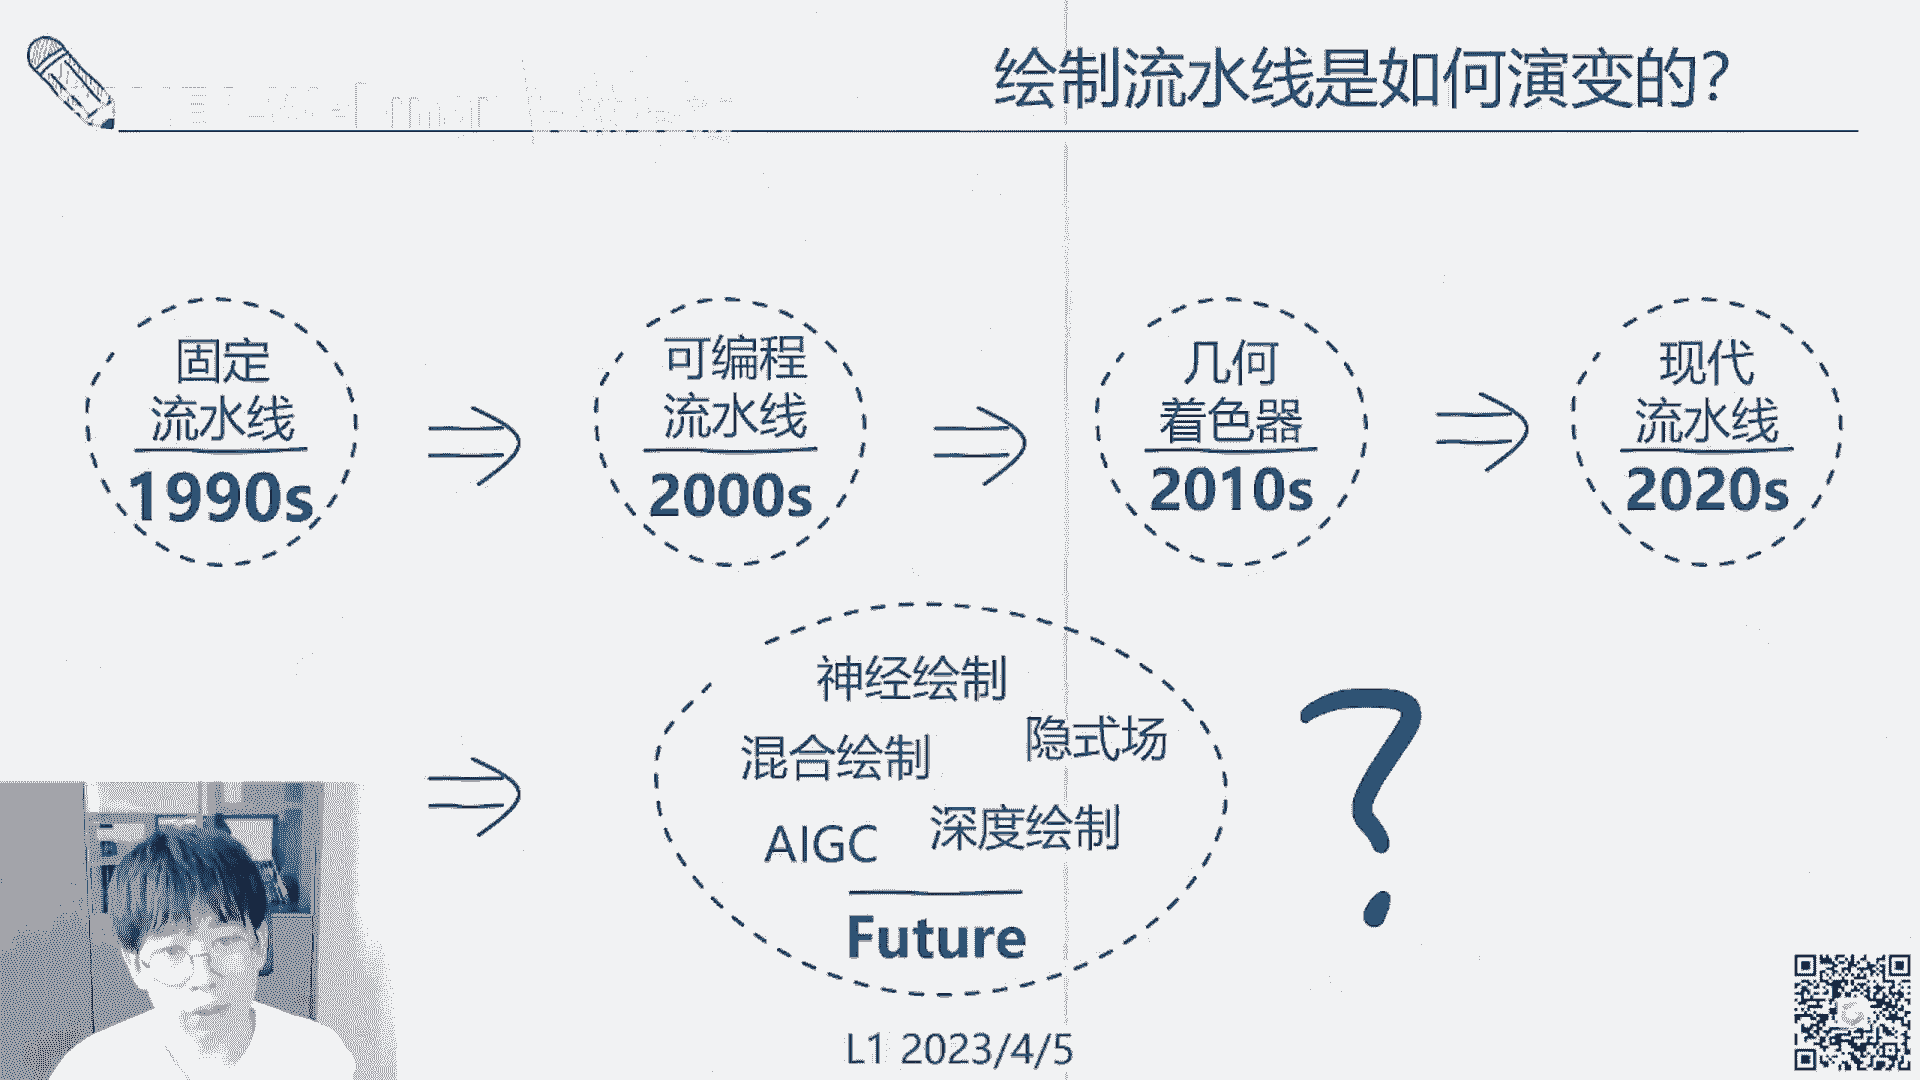 绘制流水线是如何演变的？
固定
流水线
1990s
可编程
流水线
2000s
几何
着色器
2010s
现代
流水线
2020s
神经绘制
隐式场
混合绘制
深度绘制
AIGC
Future
?
L1 2023/4/5